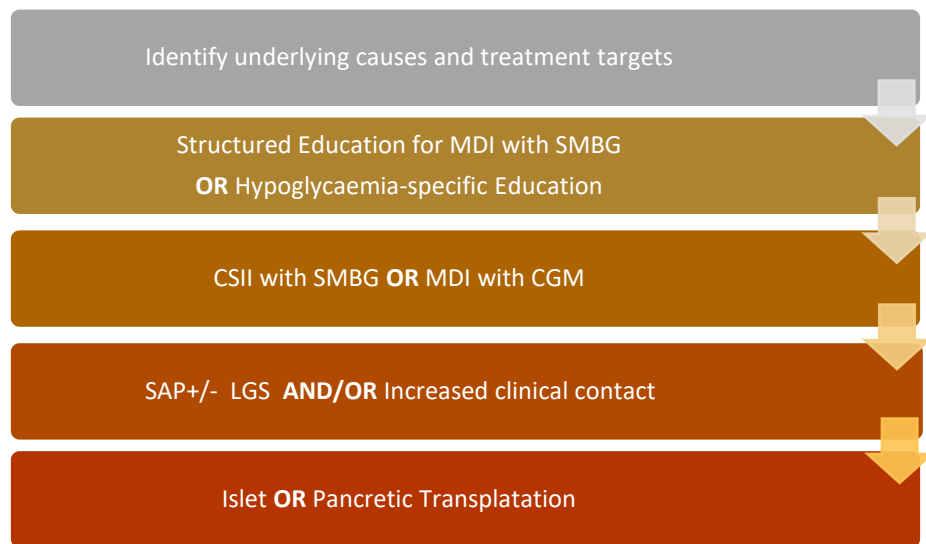 Identify underlying causes and treatment targets
Structured Education for MDI with SMBG
OR Hypoglycaemia-specific Education
CSII with SMBG OR MDI with CGM
SAP+/- LGS AND/OR Increased clinical contact
Islet OR Pancretic Transplatation